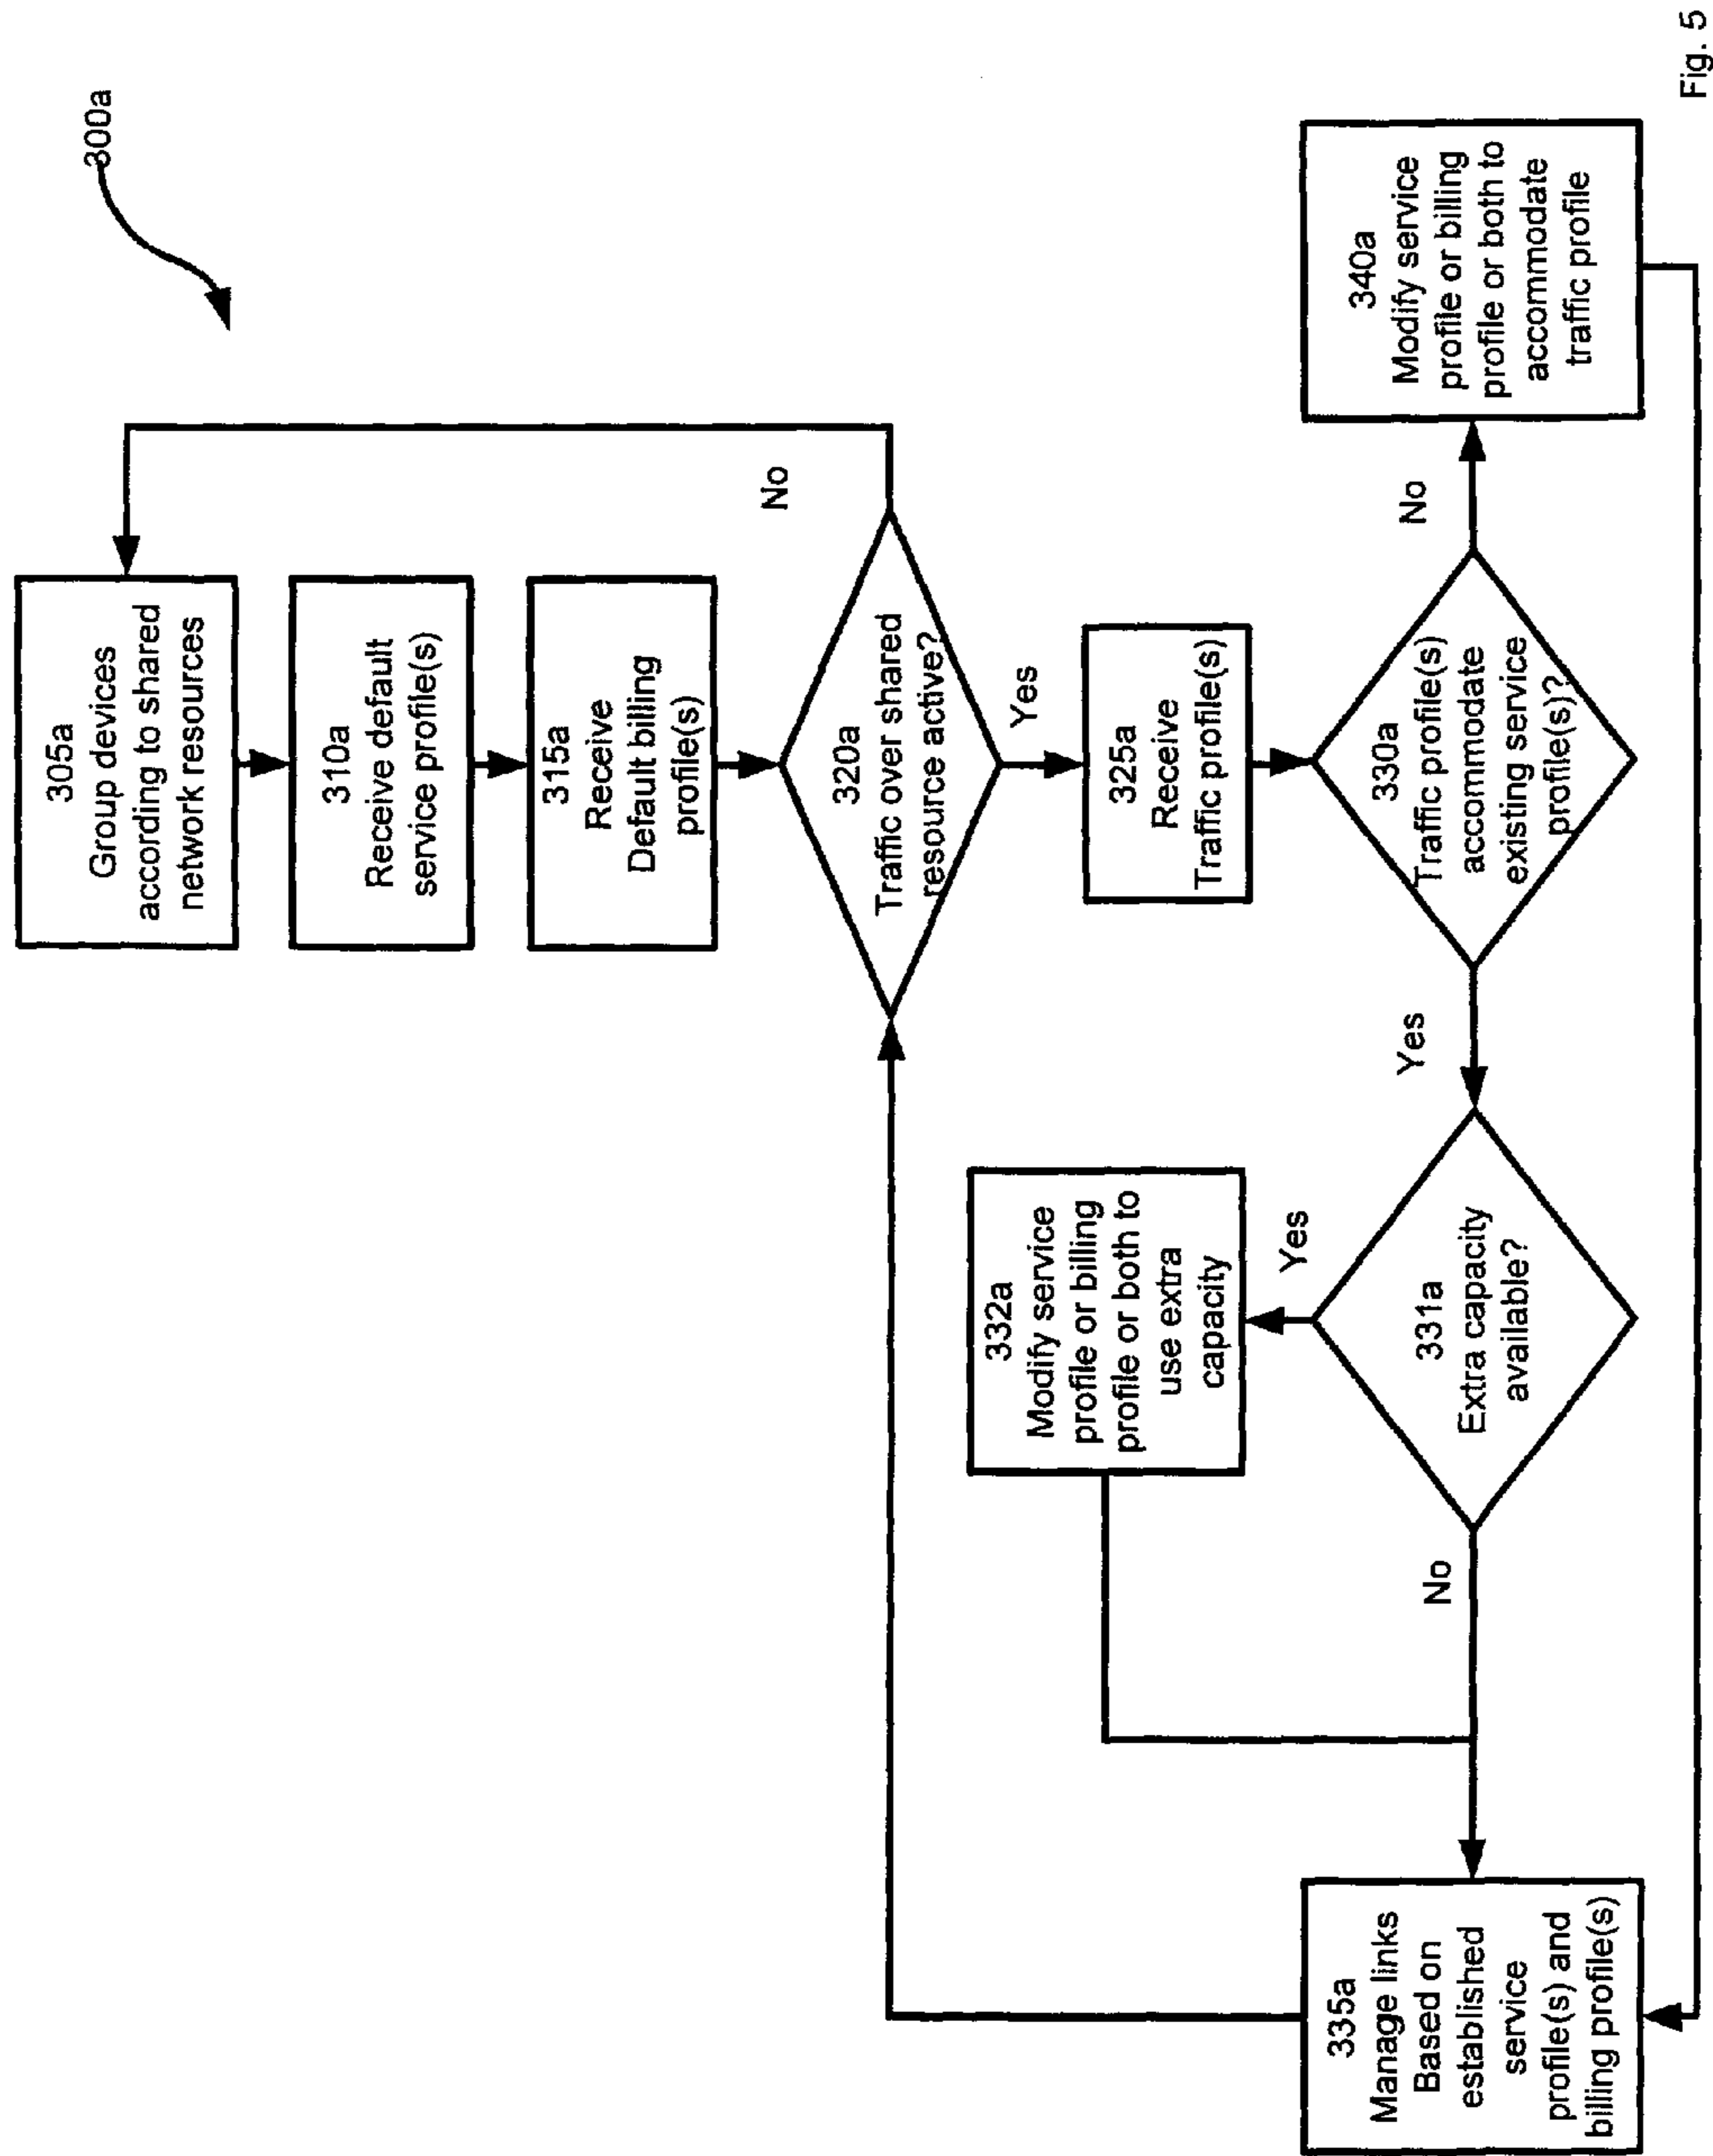 300a
305a
Group devices
according to shared
network resources
310a
Receive default
service profile(s)
315a
Receive
Default billing
profile(s)
320a
Traffic over shared
resource active?
No
Yes
325a
Receive
Traffic profile(s)
330a
Traffic profile(s)
accommodate
existing service
profile(s)?
No
340a
Modify service
profile or billing
profile or both to
accommodate
traffic profile
Yes
331a
Extra capacity
available?
Yes
332a
Modify service
profile or billing
profile or both to
use extra
capacity
No
335a
Manage links
Based on
established
service
profile(s) and
billing profile(s)
Fig. 5